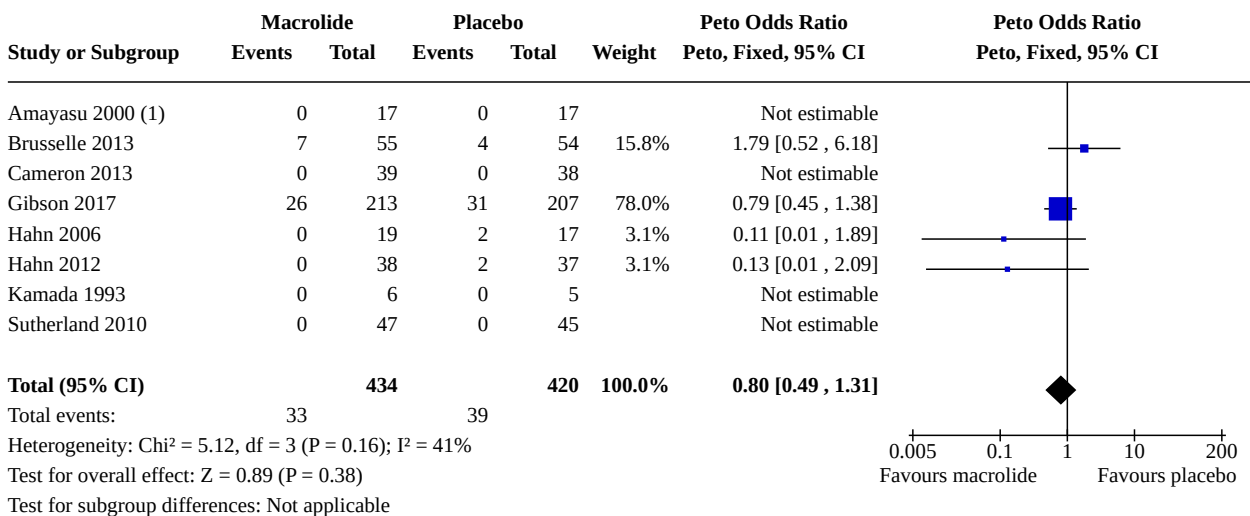 Macrolide Placebo Peto Odds Ratio Peto Odds Ratio
Study or Subgroup Events Total Events Total Weight Peto, Fixed, 95% CI Peto, Fixed, 95% CI
Amayasu 2000 (1) 0 17 0 17 Not estimable
Brusselle 2013 7 55 4 54 15.8% 1.79 [0.52 , 6.18]
Cameron 2013 0 39 0 38 Not estimable
Gibson 2017 26 213 31 207 78.0% 0.79 [0.45 , 1.38]
Hahn 2006 0 19 2 17 3.1% 0.11 [0.01 , 1.89]
Hahn 2012 0 38 2 37 3.1% 0.13 [0.01 , 2.09]
Kamada 1993 0 6 0 5 Not estimable
Sutherland 2010 0 47 0 45 Not estimable
Total (95% CI) 434 420 100.0% 0.80 [0.49 , 1.31]
Total events: 33 39
Heterogeneity: Chi² = 5.12, df = 3 (P = 0.16); I² = 41%
0.005 0.1 1 10 200
Test for overall effect: Z = 0.89 (P = 0.38) Favours macrolide Favours placebo
Test for subgroup differences: Not applicable